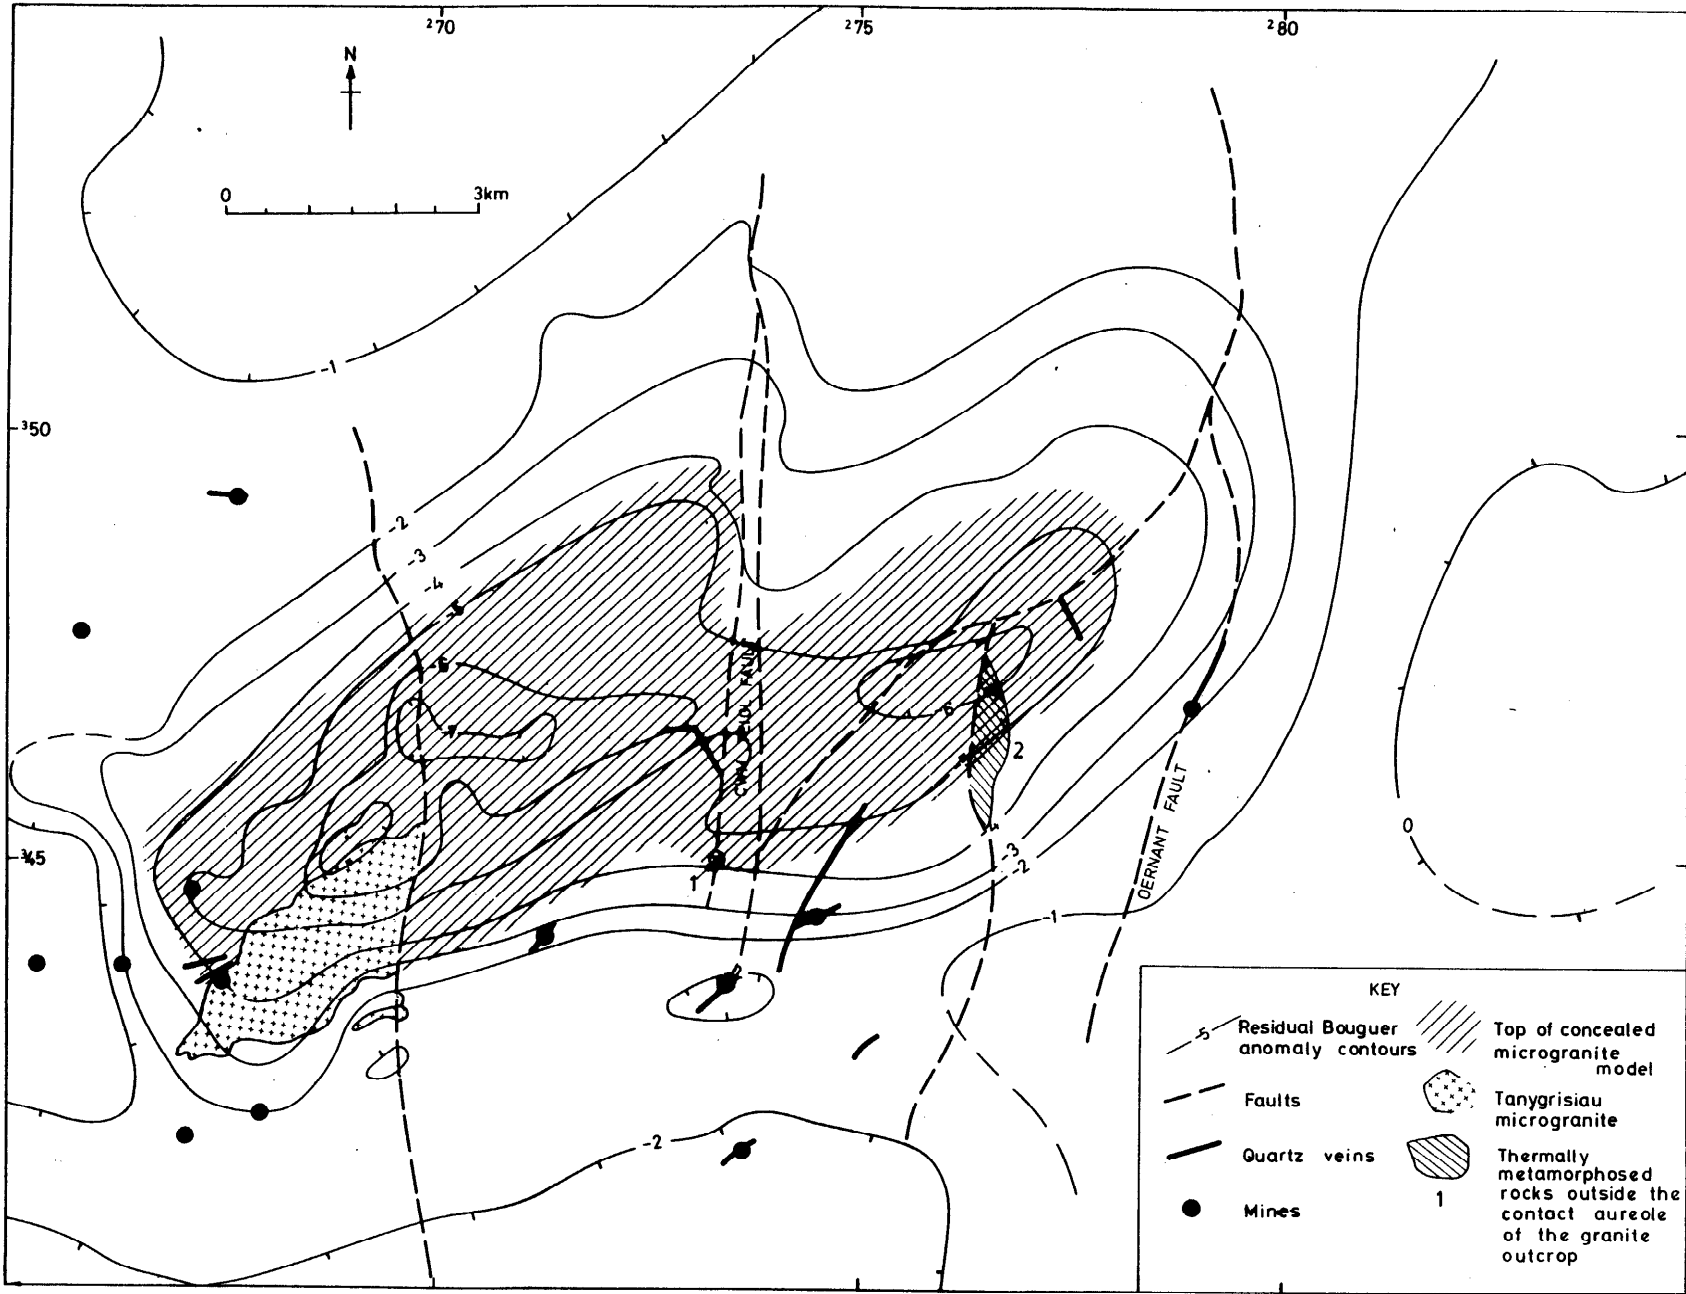 ²70
²75
²80
N
0 3km
-1
³50
-2
-3
-4
-5
-6
-7
-6
2
1
³45
-4
-3
-2
-1
0
-2
FAULT
OERNANT FAULT
KEY
-5
Residual Bouguer
anomaly contours
Faults
Quartz veins
Mines
Top of concealed
microgranite
model
Tanygrisiau
microgranite
Thermally
metamorphosed
rocks outside the
contact aureole
of the granite
outcrop
1